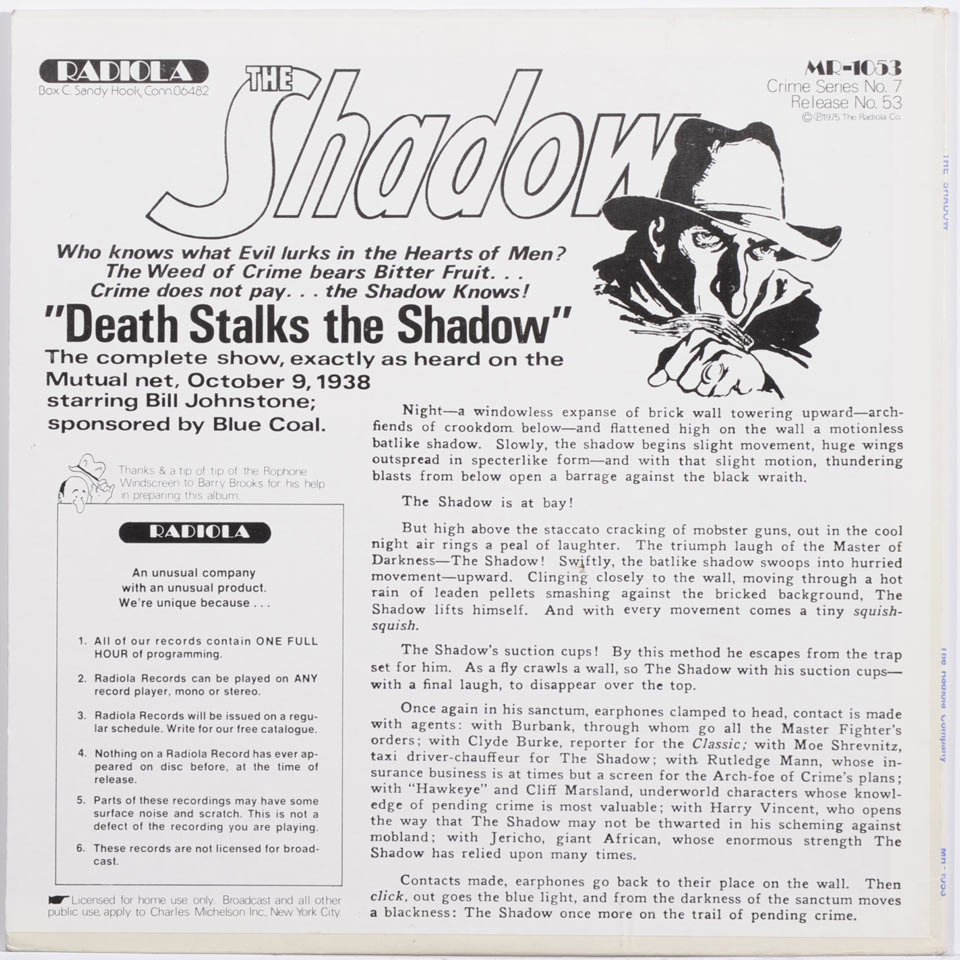 RADIOLA
Box C. Sandy Hook, Conn. 06482
THE
Shadow
MR-1053
Crime Series No. 7
Release No. 53
©℗1975 The Radiola Co.
Who knows what Evil lurks in the Hearts of Men?
The Weed of Crime bears Bitter Fruit. . .
Crime does not pay. . . the Shadow Knows!
"Death Stalks the Shadow"
The complete show, exactly as heard on the
Mutual net, October 9, 1938
starring Bill Johnstone;
sponsored by Blue Coal.
Thanks & a tip of tip of the Rophone
Windscreen to Barry Brooks for his help
in preparing this album.
RADIOLA
An unusual company
with an unusual product.
We're unique because . . .
1. All of our records contain ONE FULL
HOUR of programming.
2. Radiola Records can be played on ANY
record player, mono or stereo.
3. Radiola Records will be issued on a regu-
lar schedule. Write for our free catalogue.
4. Nothing on a Radiola Record has ever ap-
peared on disc before, at the time of
release.
5. Parts of these recordings may have some
surface noise and scratch. This is not a
defect of the recording you are playing.
6. These records are not licensed for broad-
cast.
Licensed for home use only. Broadcast and all other
public use, apply to Charles Michelson Inc., New York City.
Night—a windowless expanse of brick wall towering upward—arch-
fiends of crookdom below—and flattened high on the wall a motionless
batlike shadow. Slowly, the shadow begins slight movement, huge wings
outspread in specterlike form—and with that slight motion, thundering
blasts from below open a barrage against the black wraith.
The Shadow is at bay!
But high above the staccato cracking of mobster guns, out in the cool
night air rings a peal of laughter. The triumph laugh of the Master of
Darkness—The Shadow! Swiftly, the batlike shadow swoops into hurried
movement—upward. Clinging closely to the wall, moving through a hot
rain of leaden pellets smashing against the bricked background, The
Shadow lifts himself. And with every movement comes a tiny squish-
squish.
The Shadow's suction cups! By this method he escapes from the trap
set for him. As a fly crawls a wall, so The Shadow with his suction cups—
with a final laugh, to disappear over the top.
Once again in his sanctum, earphones clamped to head, contact is made
with agents: with Burbank, through whom go all the Master Fighter's
orders; with Clyde Burke, reporter for the Classic; with Moe Shrevnitz,
taxi driver-chauffeur for The Shadow; with Rutledge Mann, whose in-
surance business is at times but a screen for the Arch-foe of Crime's plans;
with "Hawkeye" and Cliff Marsland, underworld characters whose knowl-
edge of pending crime is most valuable; with Harry Vincent, who opens
the way that The Shadow may not be thwarted in his scheming against
mobland; with Jericho, giant African, whose enormous strength The
Shadow has relied upon many times.
Contacts made, earphones go back to their place on the wall. Then
click, out goes the blue light, and from the darkness of the sanctum moves
a blackness: The Shadow once more on the trail of pending crime.
THE SHADOW
The Radiola Company
MR-1053